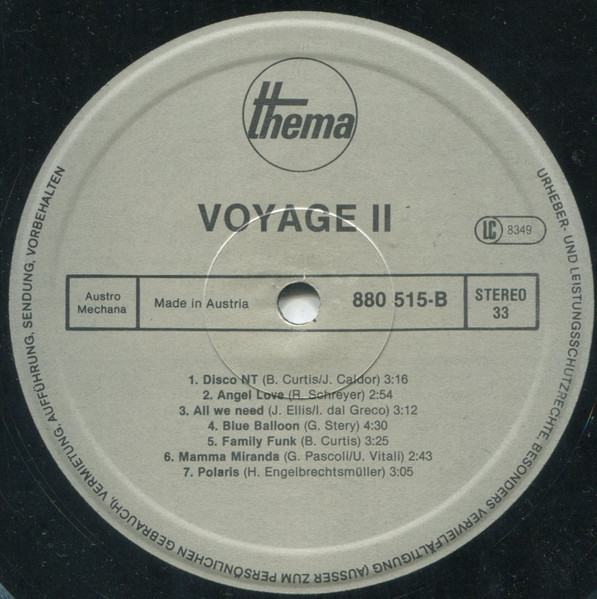 thema
VOYAGE II
LC 8349
Austro
Mechana
Made in Austria
880 515-B
STEREO
33
1. Disco NT (B. Curtis/J. Caldor) 3:16
2. Angel Love (R. Schreyer) 2:54
3. All we need (J. Ellis/I. dal Greco) 3:12
4. Blue Balloon (G. Stery) 4:30
5. Family Funk (B. Curtis) 3:25
6. Mamma Miranda (G. Pascoli/U. Vitali) 2:43
7. Polaris (H. Engelbrechtsmüller) 3:05
URHEBER- UND LEISTUNGSSCHUTZRECHTE, BESONDERS VERVIELFÄLTIGUNG (AUSSER ZUM PERSÖNLICHEN GEBRAUCH), VERMIETUNG, AUFFÜHRUNG, SENDUNG, VORBEHALTEN